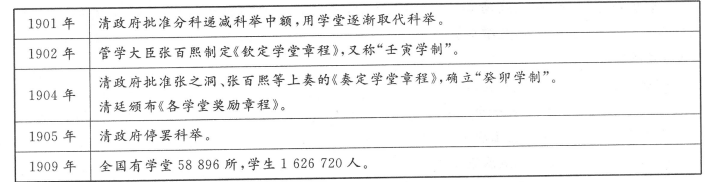 1901 年 清政府批准分科递减科举中额,用学堂逐渐取代科举。
1902 年 管学大臣张百熙制定《钦定学堂章程》,又称“壬寅学制”。
1904 年 清政府批准张之洞、张百熙等上奏的《奏定学堂章程》,确立“癸卯学制”。
清廷颁布《各学堂奖励章程》。
1905 年 清政府停罢科举。
1909 年 全国有学堂 58 896 所,学生 1 626 720 人。